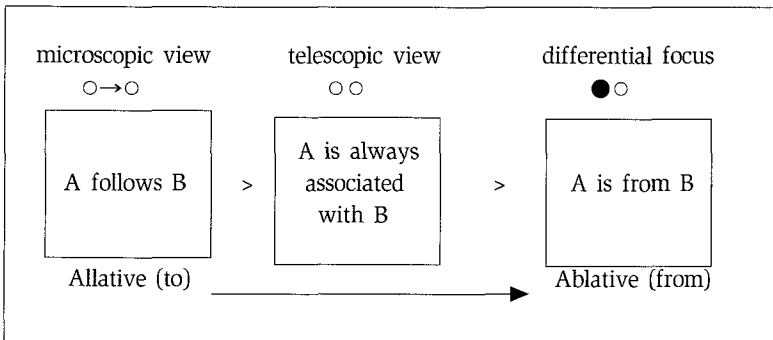 microscopic view
telescopic view
differential focus
A follows B
>
A is always
associated
with B
>
A is from B
Allative (to)
Ablative (from)